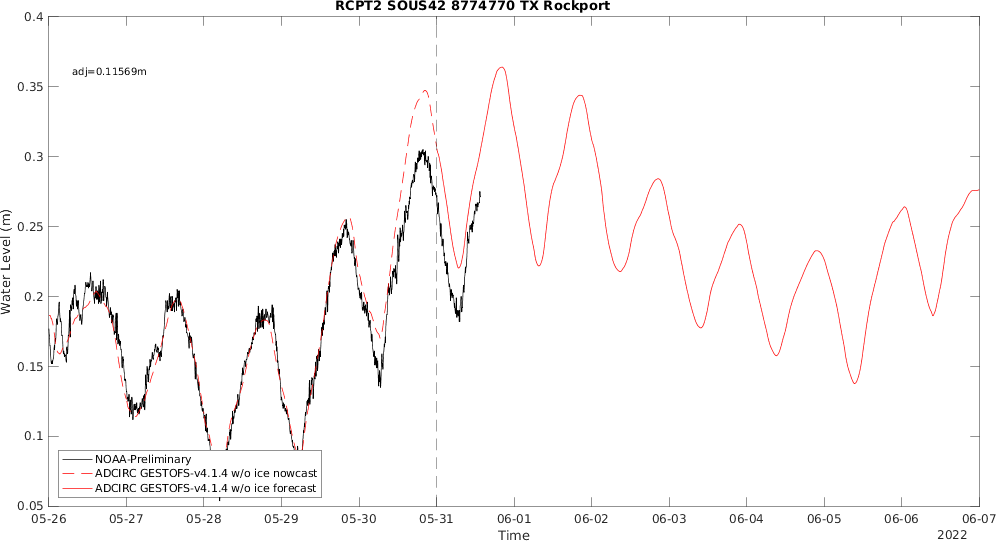 RCPT2 SOUS42 8774770 TX Rockport
0.4
adj=0.11569m
0.35
0.3
0.25
0.2
0.15
0.1
0.05
Water Level (m)
NOAA-Preliminary
ADCIRC GESTOFS-v4.1.4 w/o ice nowcast
ADCIRC GESTOFS-v4.1.4 w/o ice forecast
05-26 05-27 05-28 05-29 05-30 05-31 06-01 06-02 06-03 06-04 06-05 06-06 06-07
Time
2022